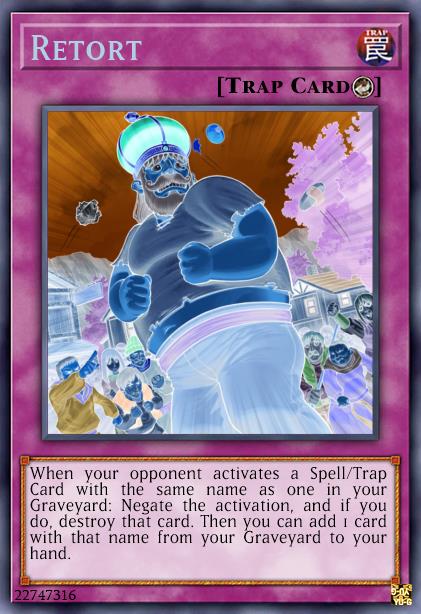 Retort
TRAP
罠
[Trap Card]
When your opponent activates a Spell/Trap
Card with the same name as one in your
Graveyard: Negate the activation, and if you
do, destroy that card. Then you can add 1 card
with that name from your Graveyard to your
hand.
22747316